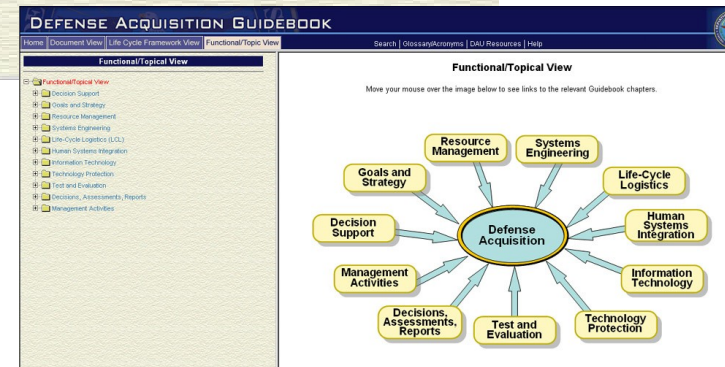 DEFENSE ACQUISITION GUIDEBOOK
Home Document View Life Cycle Framework View Functional/Topic View
Search | Glossary/Acronyms | DAU Resources | Help
Functional/Topical View
Functional/Topical View
Decision Support
Goals and Strategy
Resource Management
Systems Engineering
Life-Cycle Logistics (LCL)
Human Systems Integration
Information Technology
Technology Protection
Test and Evaluation
Decisions, Assessments, Reports
Management Activities
Functional/Topical View
Move your mouse over the image below to see links to the relevant Guidebook chapters.
Resource
Management
Systems
Engineering
Goals and
Strategy
Life-Cycle
Logistics
Decision
Support
Defense
Acquisition
Human
Systems
Integration
Management
Activities
Information
Technology
Decisions,
Assessments,
Reports
Test and
Evaluation
Technology
Protection